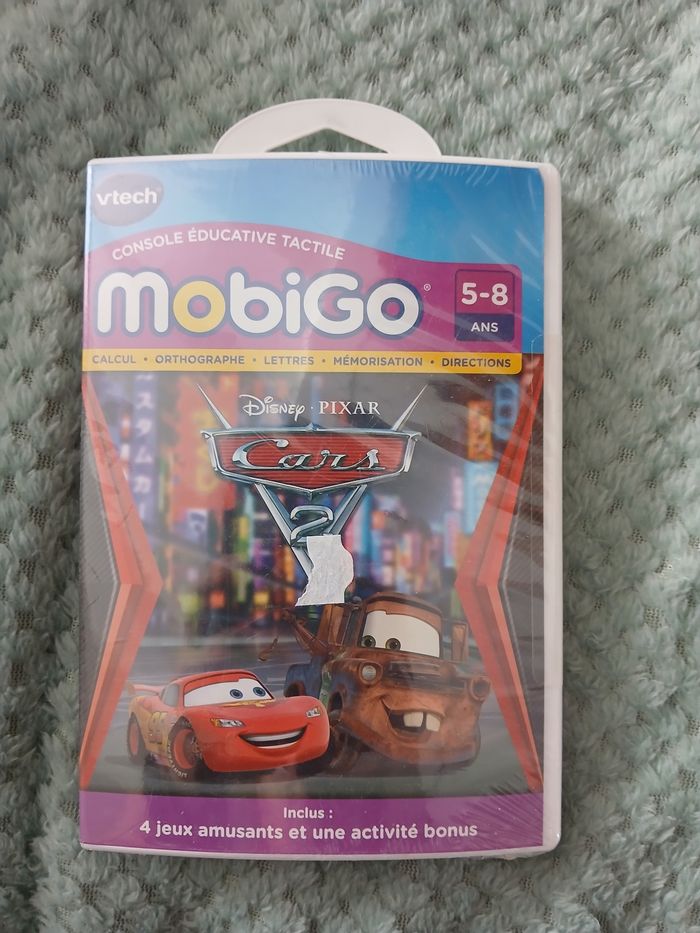 vtech
CONSOLE ÉDUCATIVE TACTILE
MobiGo®
5-8
ANS
CALCUL • ORTHOGRAPHE • LETTRES • MÉMORISATION • DIRECTIONS
Disney • PIXAR
Cars
2
95
Inclus :
4 jeux amusants et une activité bonus